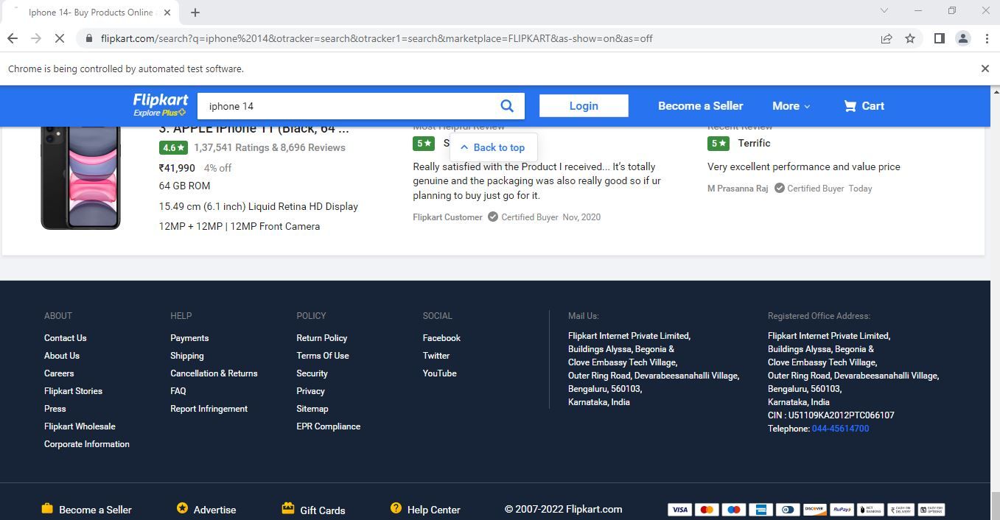 Iphone 14- Buy Products Online
flipkart.com/search?q=iphone%2014&otracker=search&otracker1=search&marketplace=FLIPKART&as-show=on&as=off
Chrome is being controlled by automated test software.
Flipkart
Explore Plus
iphone 14
Login
Become a Seller
More
Cart
3. APPLE iPhone 11 (Black, 64 ...
4.6★ 1,37,541 Ratings & 8,696 Reviews
₹41,990 4% off
64 GB ROM
15.49 cm (6.1 inch) Liquid Retina HD Display
12MP + 12MP | 12MP Front Camera
Most Helpful Review
5★
Back to top
Really satisfied with the Product I received... It's totally
genuine and the packaging was also really good so if ur
planning to buy just go for it.
Flipkart Customer Certified Buyer Nov, 2020
Recent Review
5★ Terrific
Very excellent performance and value price
M Prasanna Raj Certified Buyer Today
ABOUT
Contact Us
About Us
Careers
Flipkart Stories
Press
Flipkart Wholesale
Corporate Information
HELP
Payments
Shipping
Cancellation & Returns
FAQ
Report Infringement
POLICY
Return Policy
Terms Of Use
Security
Privacy
Sitemap
EPR Compliance
SOCIAL
Facebook
Twitter
YouTube
Mail Us:
Flipkart Internet Private Limited,
Buildings Alyssa, Begonia &
Clove Embassy Tech Village,
Outer Ring Road, Devarabeesanahalli Village,
Bengaluru, 560103,
Karnataka, India
Registered Office Address:
Flipkart Internet Private Limited,
Buildings Alyssa, Begonia &
Clove Embassy Tech Village,
Outer Ring Road, Devarabeesanahalli Village,
Bengaluru, 560103,
Karnataka, India
CIN : U51109KA2012PTC066107
Telephone: 044-45614700
Become a Seller
Advertise
Gift Cards
Help Center
© 2007-2022 Flipkart.com
VISA
DISCOVER
RuPay
NET BANKING
CASH ON DELIVERY
EASY EMI OPTIONS